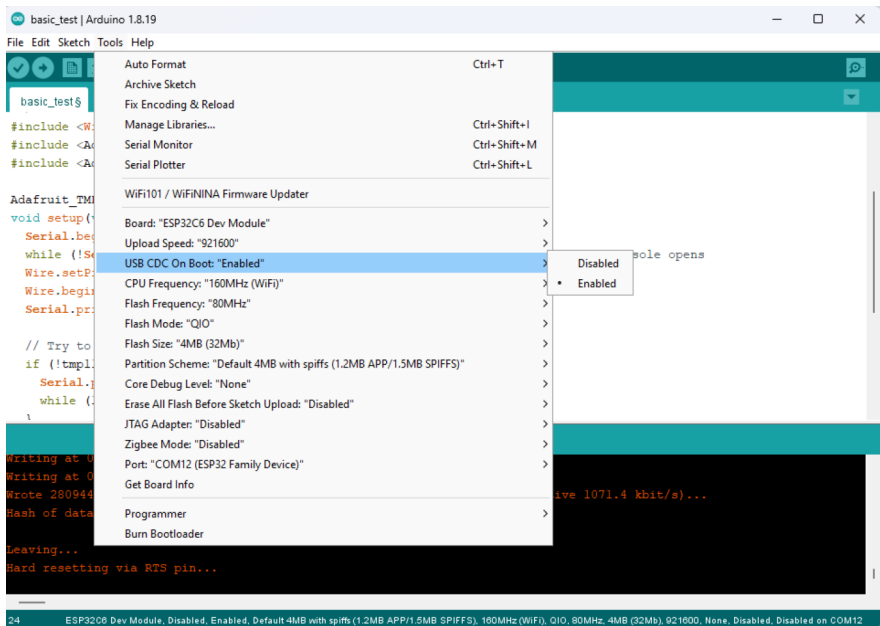 basic_test | Arduino 1.8.19
File Edit Sketch Tools Help
basic_test§
Auto Format Ctrl+T
Archive Sketch
Fix Encoding & Reload
Manage Libraries... Ctrl+Shift+I
Serial Monitor Ctrl+Shift+M
Serial Plotter Ctrl+Shift+L
WiFi101 / WiFiNINA Firmware Updater
Board: "ESP32C6 Dev Module"
Upload Speed: "921600"
USB CDC On Boot: "Enabled"
CPU Frequency: "160MHz (WiFi)"
Flash Frequency: "80MHz"
Flash Mode: "QIO"
Flash Size: "4MB (32Mb)"
Partition Scheme: "Default 4MB with spiffs (1.2MB APP/1.5MB SPIFFS)"
Core Debug Level: "None"
Erase All Flash Before Sketch Upload: "Disabled"
JTAG Adapter: "Disabled"
Zigbee Mode: "Disabled"
Port: "COM12 (ESP32 Family Device)"
Get Board Info
Programmer
Burn Bootloader
Disabled
• Enabled
#include <Wi
#include <Ad
#include <Ad
Adafruit_TM
void setup(
Serial.beg
while (!Se sole opens
Wire.setP
Wire.begin
Serial.pri
// Try to
if (!tmp1
Serial.p
while (
}
Writing at 0
Writing at 0
Wrote 280944 ive 1071.4 kbit/s)...
Hash of data
Leaving...
Hard resetting via RTS pin...
24 ESP32C6 Dev Module, Disabled, Enabled, Default 4MB with spiffs (1.2MB APP/1.5MB SPIFFS), 160MHz (WiFi), QIO, 80MHz, 4MB (32Mb), 921600, None, Disabled, Disabled on COM12